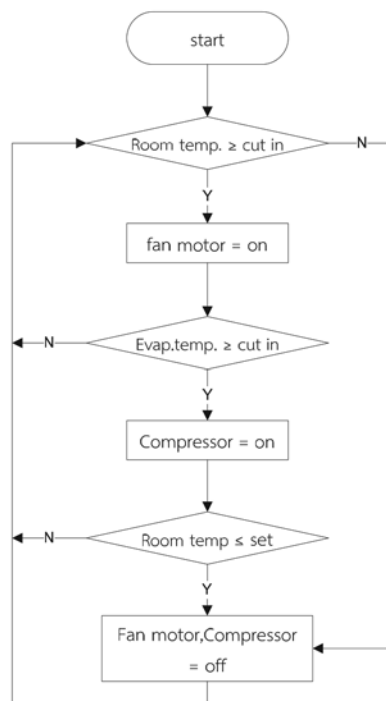 start
Room temp. ≥ cut in
N
Y
fan motor = on
N
Evap.temp. ≥ cut in
Y
Compressor = on
N
Room temp ≤ set
Y
Fan motor,Compressor
= off